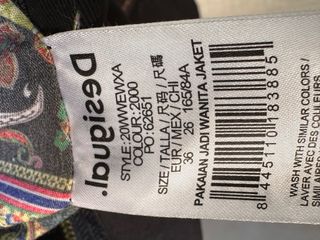 Desigual.
STYLE: 20WWEWXA
COLOUR: 2000
PO: 62651
SIZE / TALLA / 尺码 / 尺碼
EUR / MEX / CHI
36 26 165/84A
PAKAIAN JADI WANITA JAKET
8 445110 183885
WASH WITH SIMILAR COLORS /
LAVER AVEC DES COULEURS